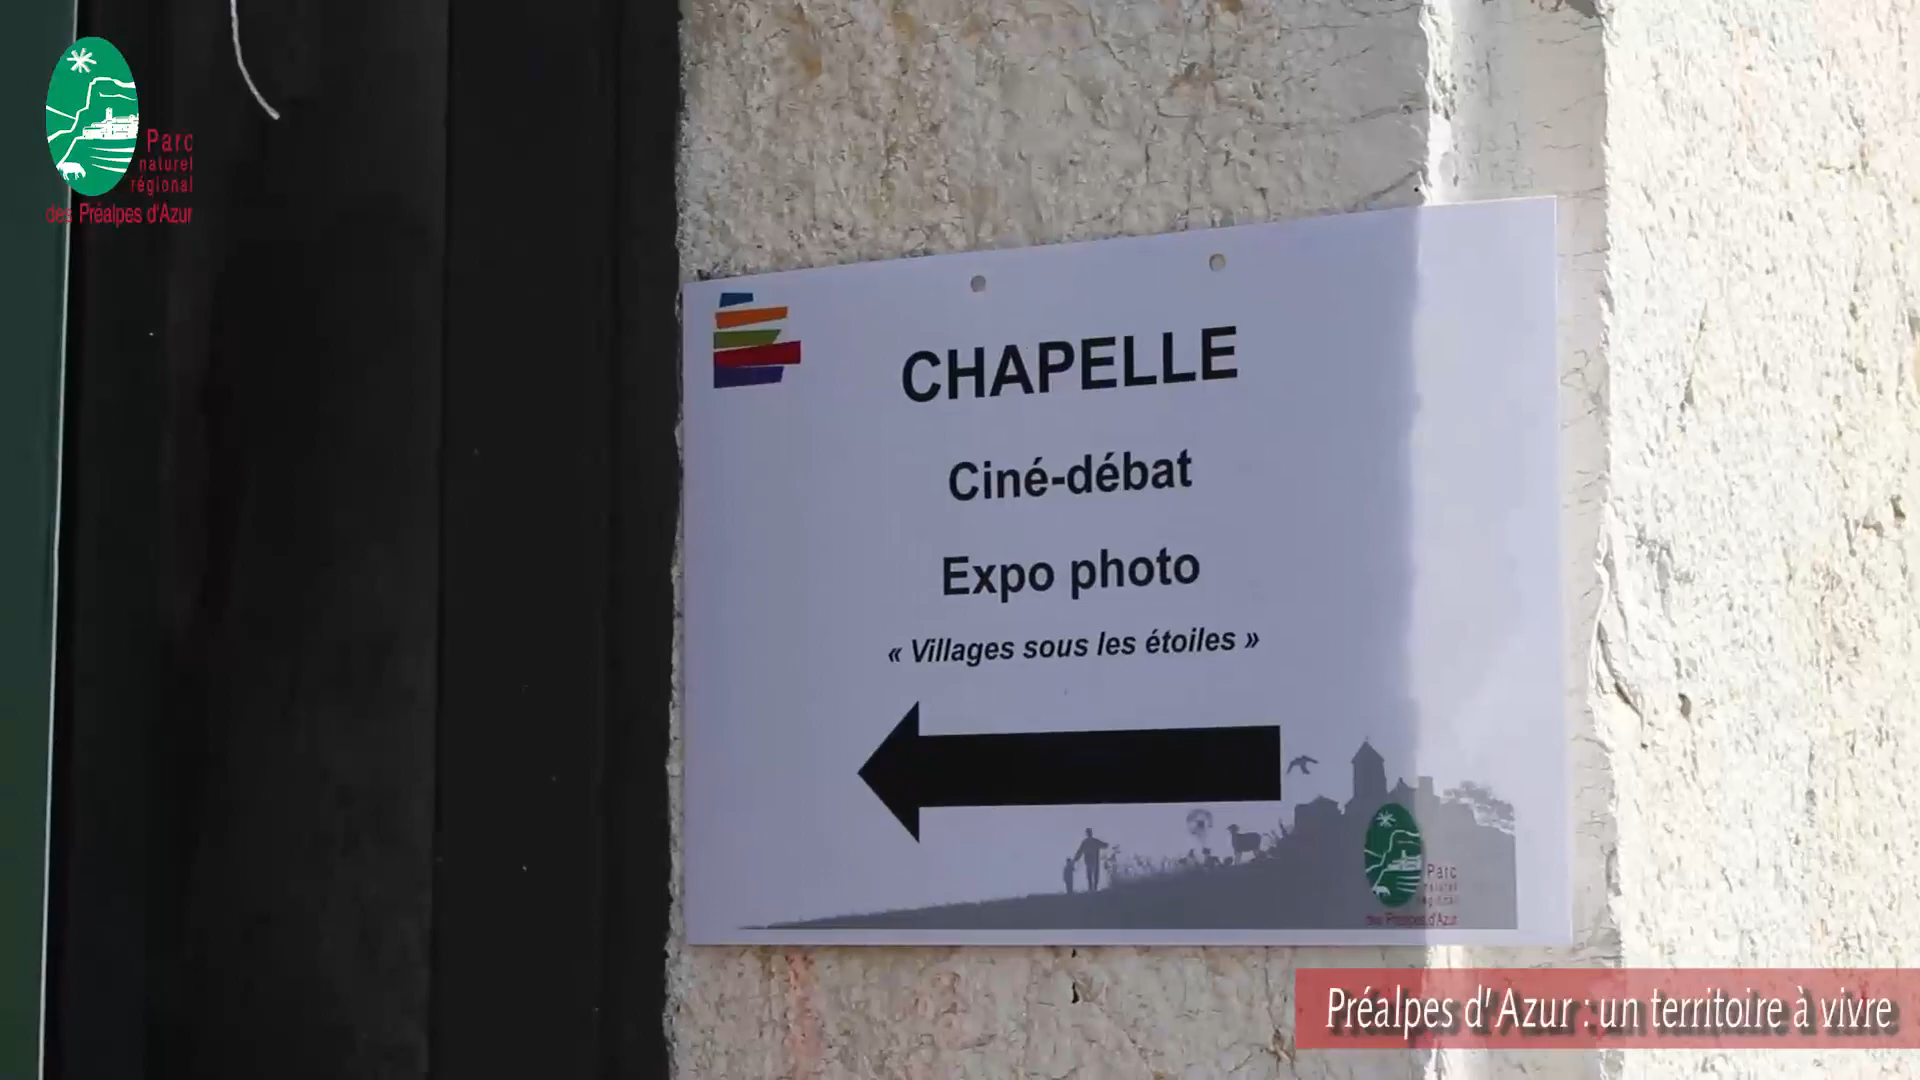 Parc
naturel
régional
des Préalpes d'Azur
CHAPELLE
Ciné-débat
Expo photo
« Villages sous les étoiles »
Parc
naturel
régional
des Préalpes d'Azur
Préalpes d'Azur : un territoire à vivre